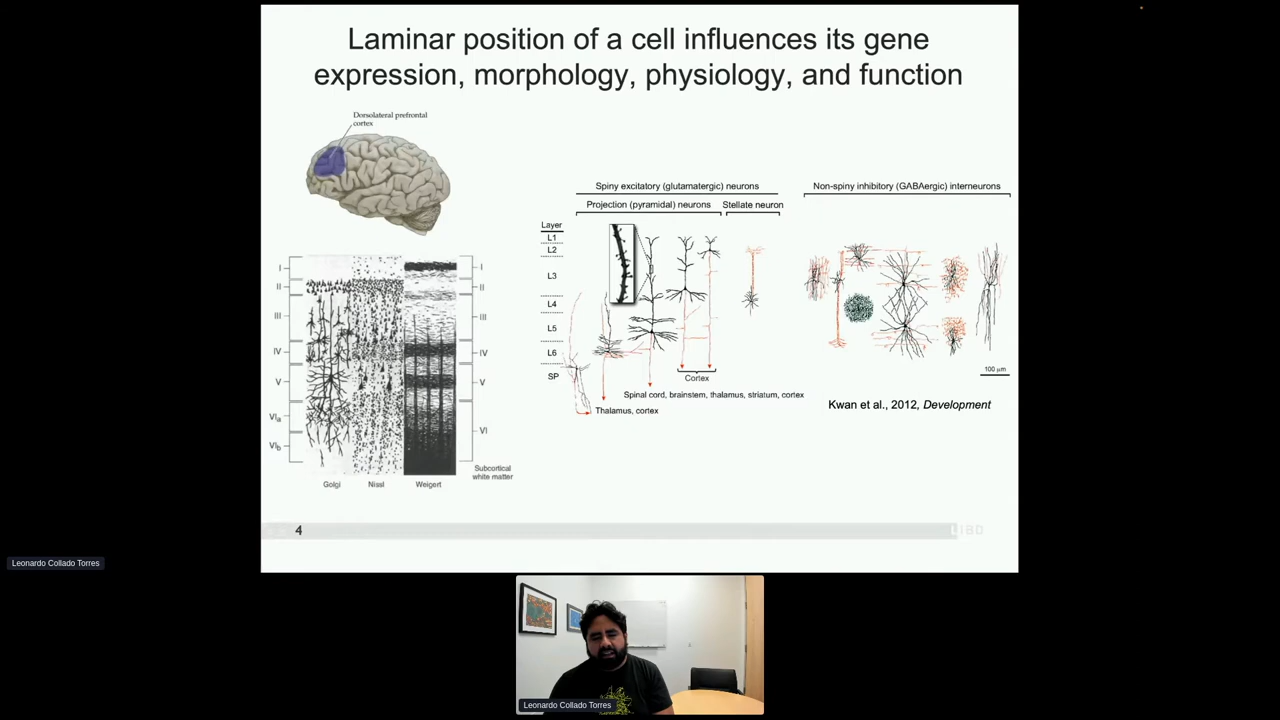 Laminar position of a cell influences its gene
expression, morphology, physiology, and function
Dorsolateral prefrontal
cortex
I
II
III
IV
V
VIa
VIb
I
II
III
IV
V
VI
Subcortical
white matter
Golgi
Nissl
Weigert
Spiny excitatory (glutamatergic) neurons
Projection (pyramidal) neurons
Stellate neuron
Layer
L1
L2
L3
L4
L5
L6
SP
Cortex
Spinal cord, brainstem, thalamus, striatum, cortex
Thalamus, cortex
Non-spiny inhibitory (GABAergic) interneurons
100 µm
Kwan et al., 2012, Development
4
LIBD
Leonardo Collado Torres
Leonardo Collado Torres